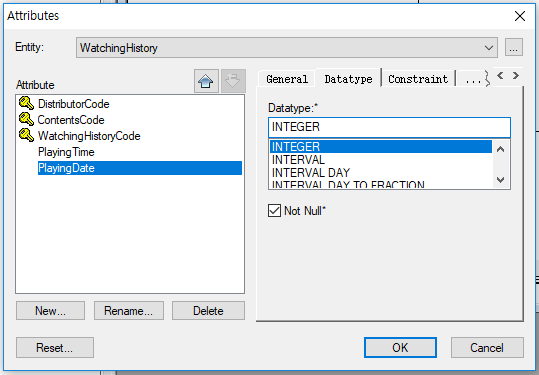 Attributes
Entity:
WatchingHistory
...
Attribute
DistributorCode
ContentsCode
WatchingHistoryCode
PlayingTime
PlayingDate
New...
Rename...
Delete
General
Datatype
Constraint
...
Datatype:*
INTEGER
INTEGER
INTERVAL
INTERVAL DAY
INTERVAL DAY TO FRACTION
Not Null*
Reset...
OK
Cancel